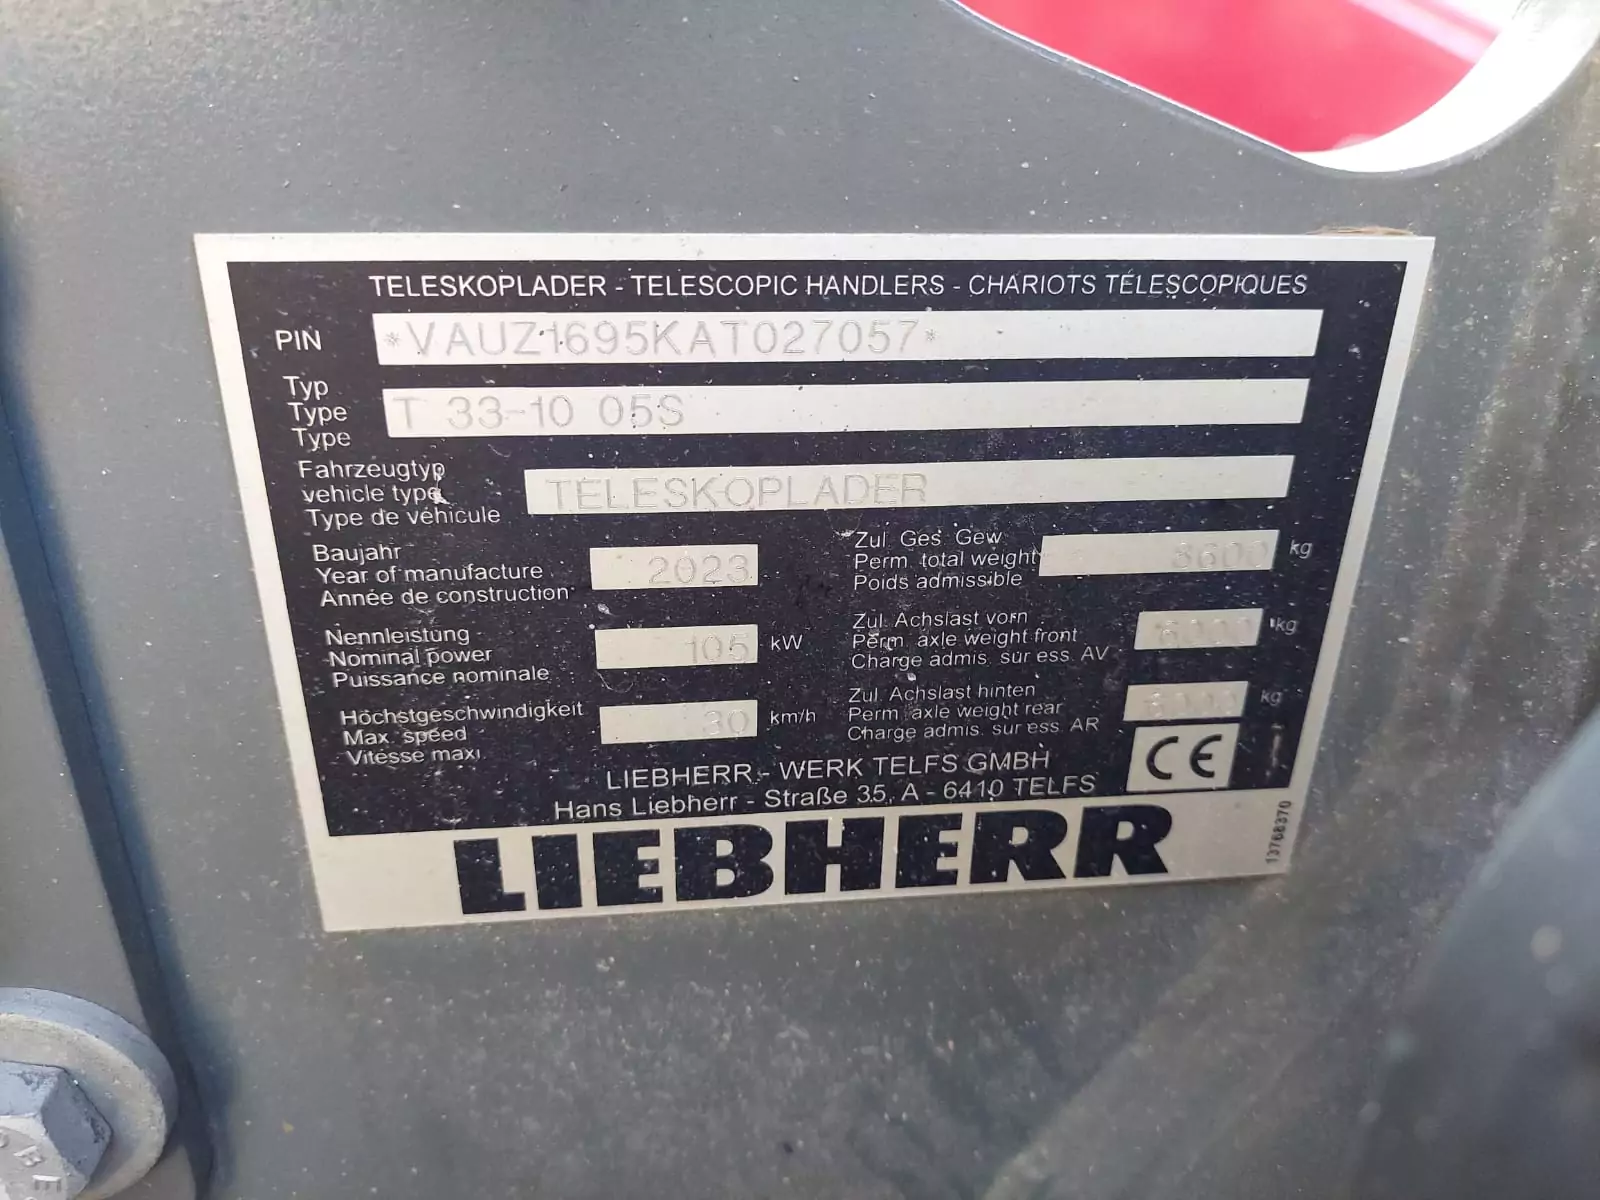 TELESKOPLADER - TELESCOPIC HANDLERS - CHARIOTS TÉLESCOPIQUES
PIN *VAUZ1695KAT027057*
Typ
Type T 33-10 05S
Type
Fahrzeugtyp
vehicle type TELESKOPLADER
Type de véhicule
Baujahr
Year of manufacture 2023
Année de construction
Zul. Ges. Gew
Perm. total weight kg
Poids admissible
Nennleistung
Nominal power 105 kW
Puissance nominale
Zul. Achslast vorn
Perm. axle weight front kg
Charge admis. sur ess. AV
Höchstgeschwindigkeit
Max. speed 30 km/h
Vitesse maxi
Zul. Achslast hinten
Perm. axle weight rear kg
Charge admis. sur ess. AR
CE
LIEBHERR - WERK TELFS GMBH
Hans Liebherr - Straße 35, A - 6410 TELFS
LIEBHERR
13768370